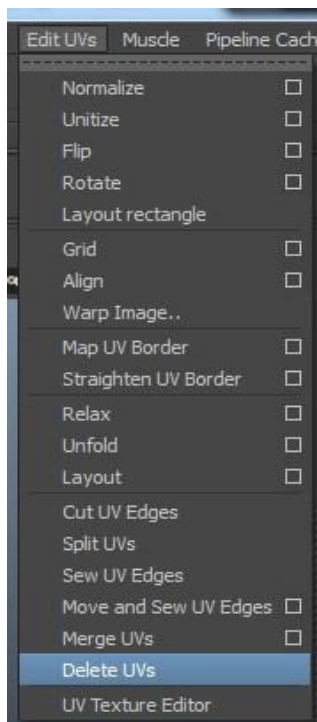 Edit UVs Muscle Pipeline Cach
Normalize
Unitize
Flip
Rotate
Layout rectangle
Grid
Align
Warp Image..
Map UV Border
Straighten UV Border
Relax
Unfold
Layout
Cut UV Edges
Split UVs
Sew UV Edges
Move and Sew UV Edges
Merge UVs
Delete UVs
UV Texture Editor